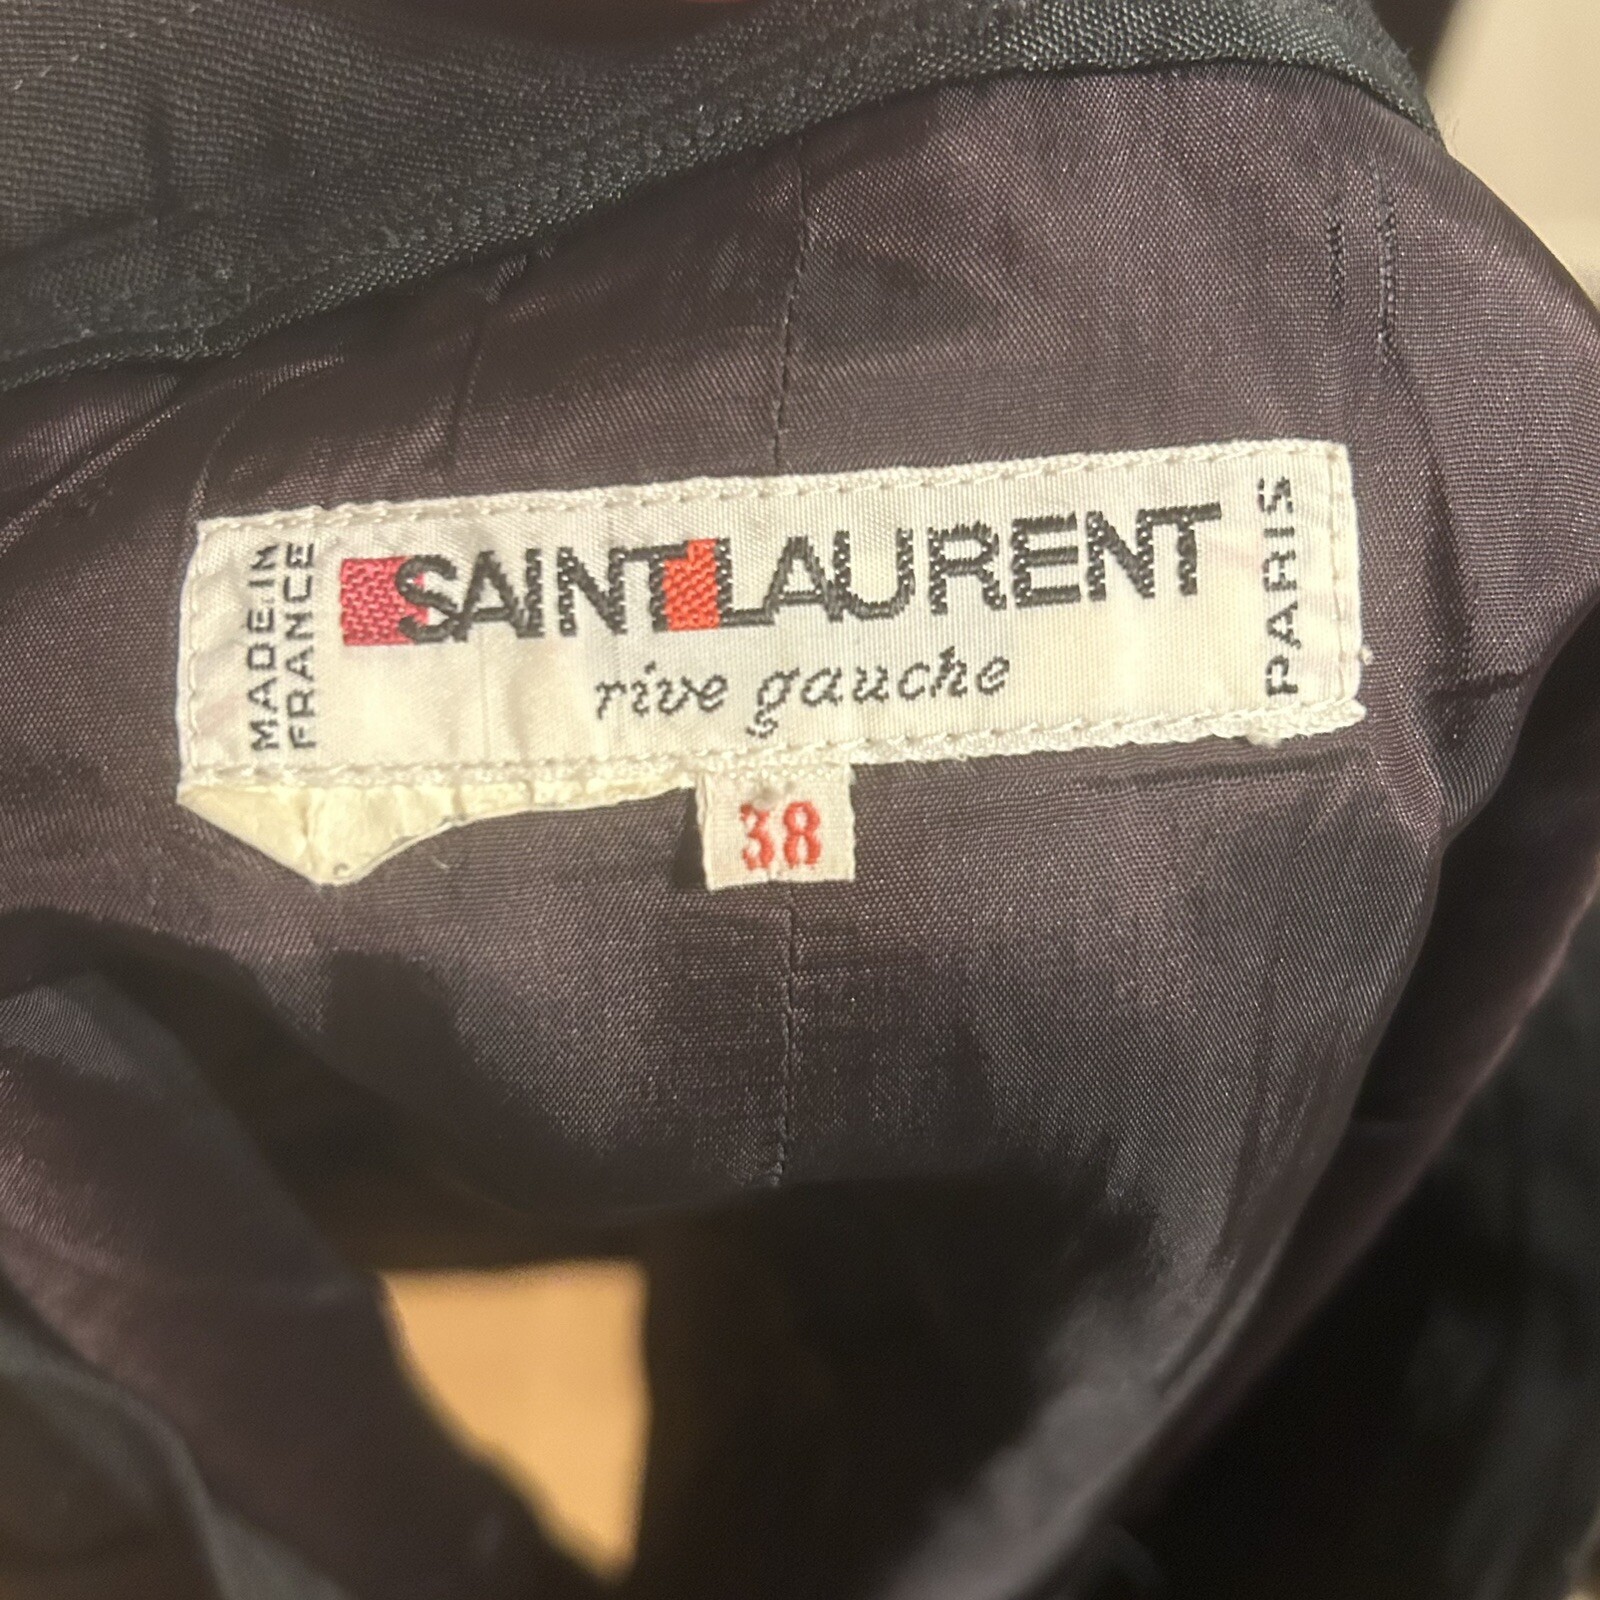 MADE.IN
FRANCE
SAINT LAURENT
rive gauche
PARIS
38